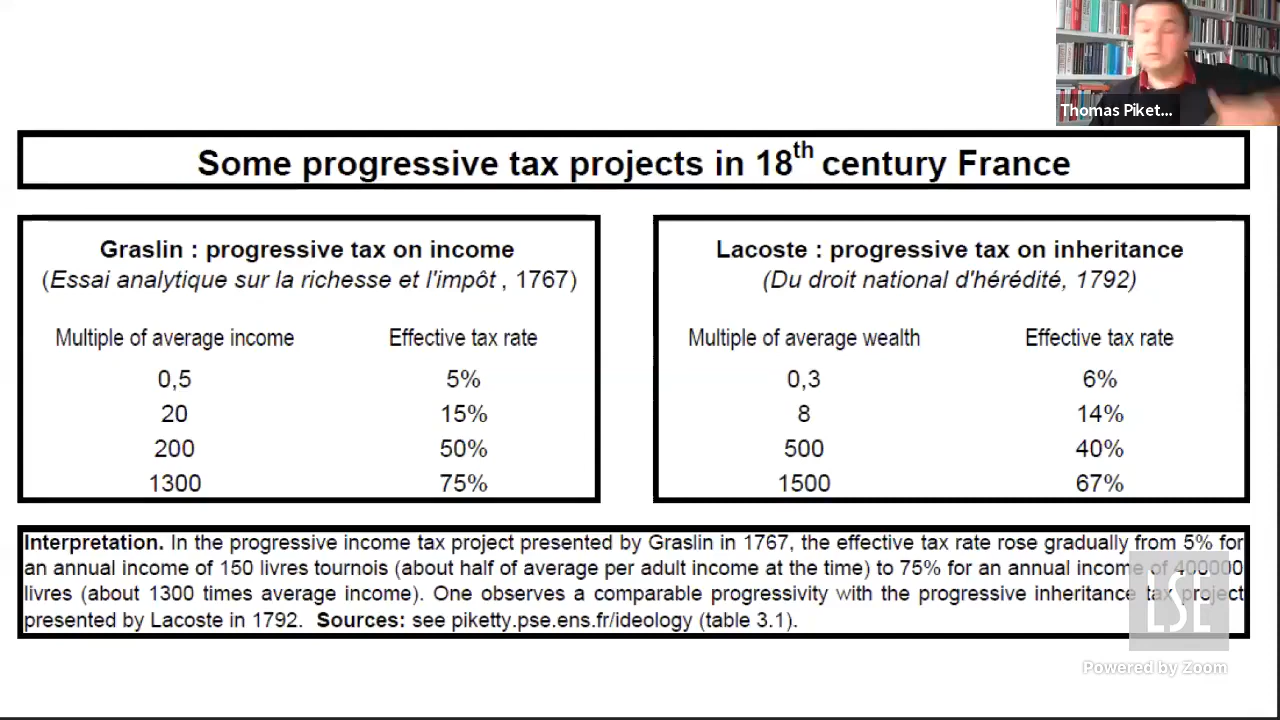 Thomas Piket...
Some progressive tax projects in 18th century France
Graslin : progressive tax on income
(Essai analytique sur la richesse et l'impôt , 1767)
Multiple of average income Effective tax rate
0,5 5%
20 15%
200 50%
1300 75%
Lacoste : progressive tax on inheritance
(Du droit national d'hérédité, 1792)
Multiple of average wealth Effective tax rate
0,3 6%
8 14%
500 40%
1500 67%
Interpretation. In the progressive income tax project presented by Graslin in 1767, the effective tax rate rose gradually from 5% for
an annual income of 150 livres tournois (about half of average per adult income at the time) to 75% for an annual income of 400000
livres (about 1300 times average income). One observes a comparable progressivity with the progressive inheritance tax project
presented by Lacoste in 1792. Sources: see piketty.pse.ens.fr/ideology (table 3.1).
LSE
Powered by Zoom